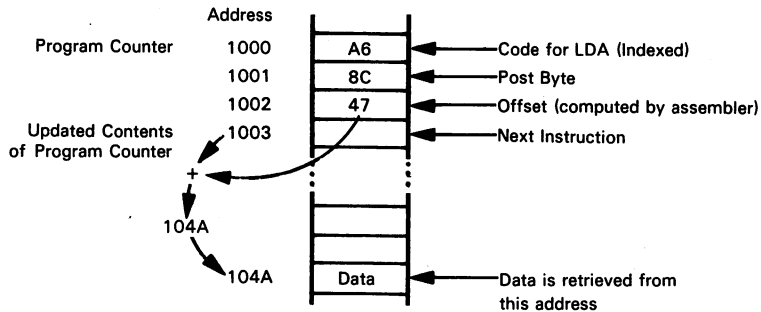 Address
Program Counter 1000 A6 Code for LDA (Indexed)
1001 8C Post Byte
1002 47 Offset (computed by assembler)
Updated Contents 1003 Next Instruction
of Program Counter
+
104A
104A Data Data is retrieved from
this address